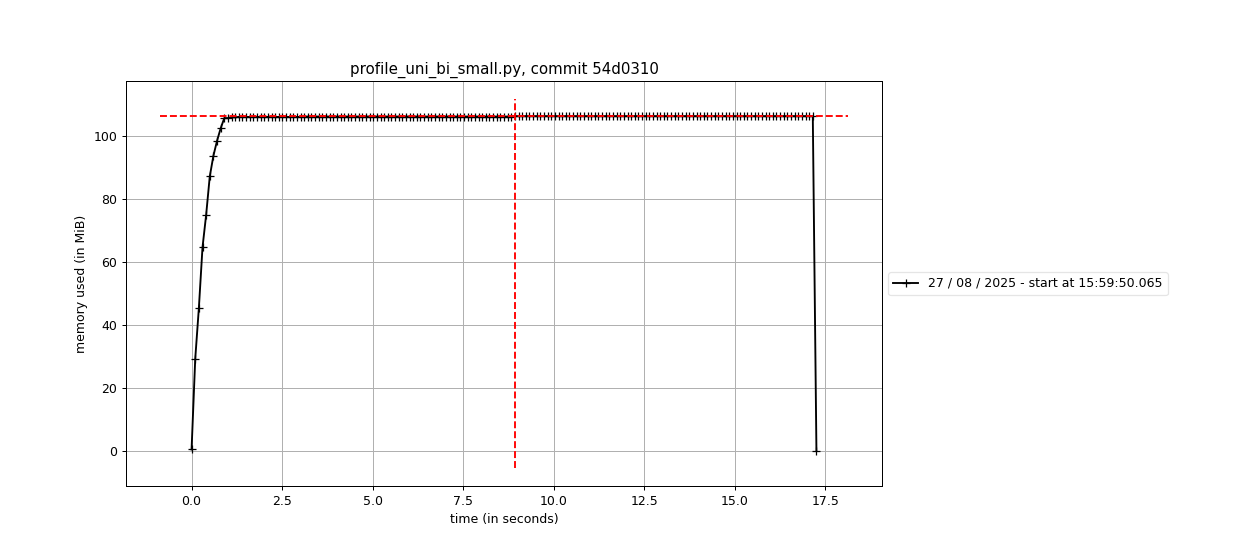 profile_uni_bi_small.py, commit 54d0310
memory used (in MiB)
100
80
60
40
20
0
0.0 2.5 5.0 7.5 10.0 12.5 15.0 17.5
time (in seconds)
27 / 08 / 2025 - start at 15:59:50.065